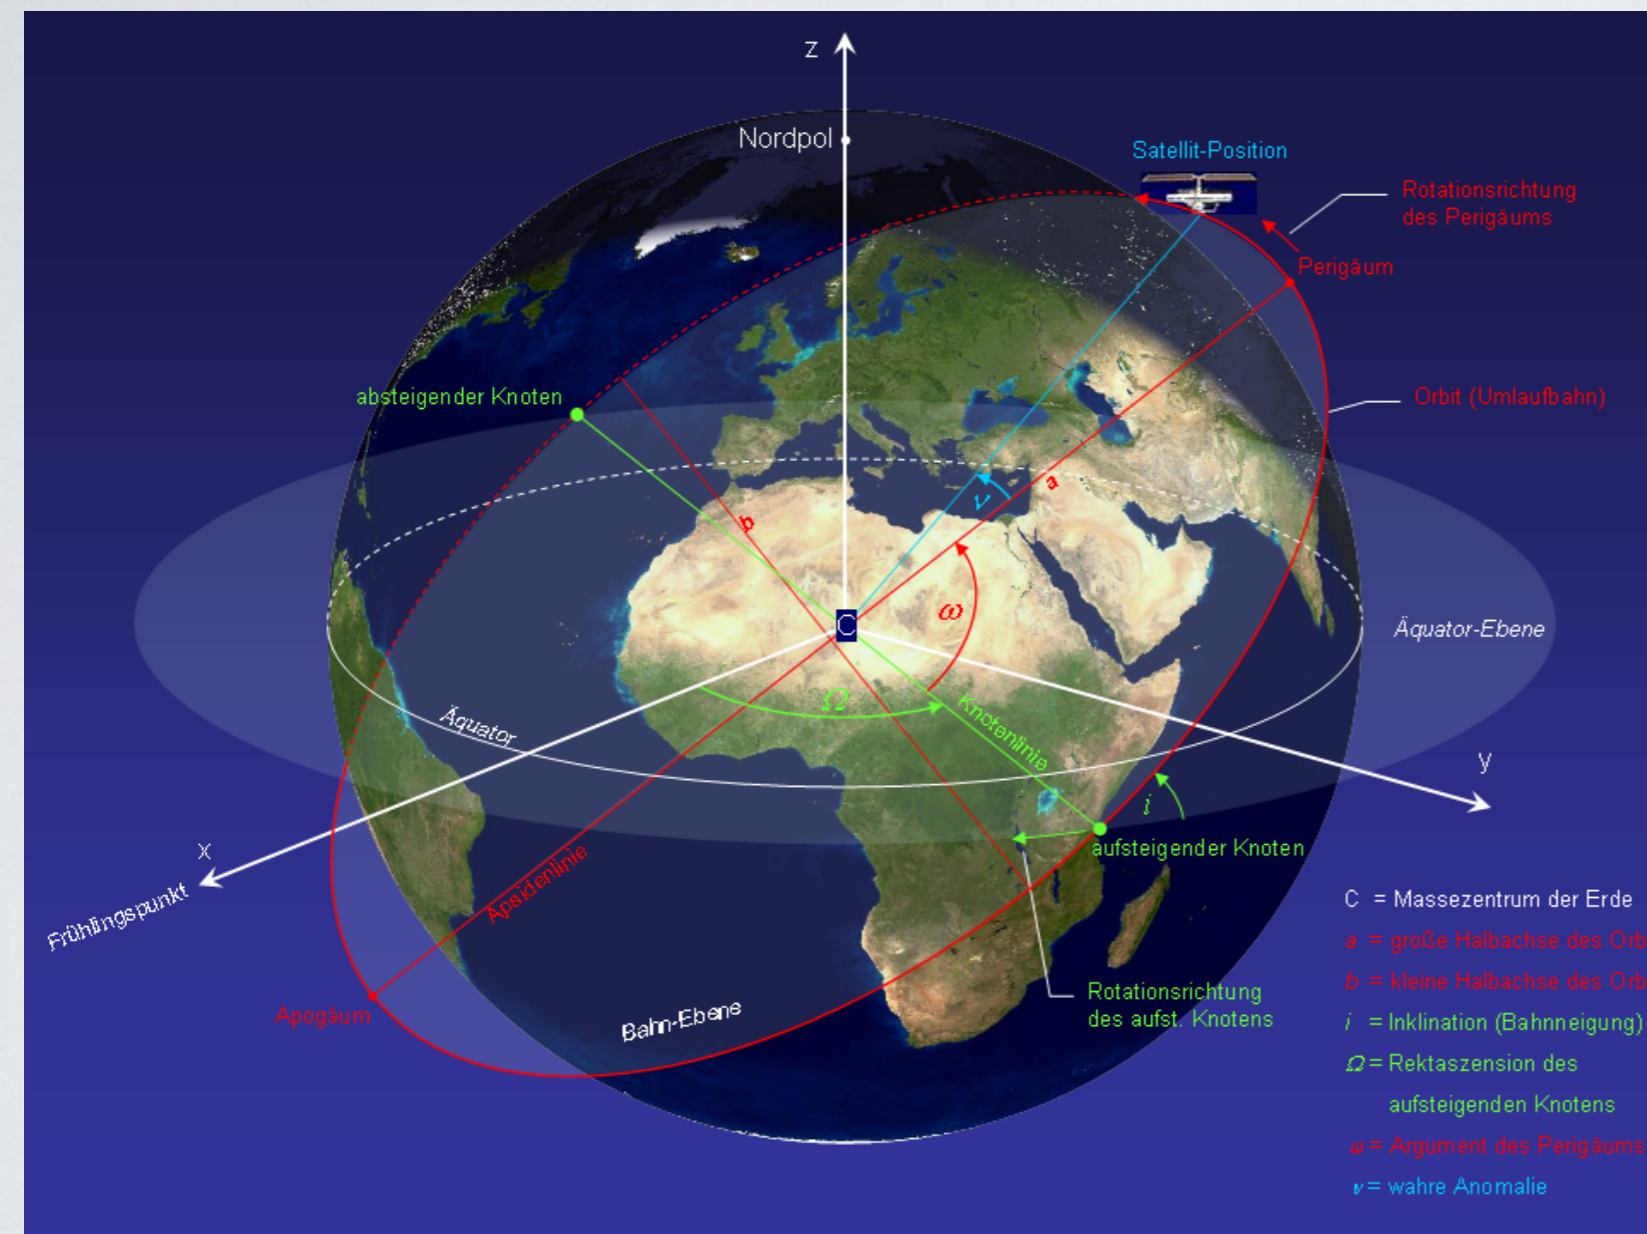 z
Nordpol
Satellit-Position
Rotationsrichtung
des Perigäums
Perigäum
absteigender Knoten
Orbit (Umlaufbahn)
a
ν
b
ω
C
Äquator-Ebene
Ω
Knotenlinie
Äquator
y
i
x
aufsteigender Knoten
Frühlingspunkt
Apsidenlinie
Rotationsrichtung
des aufst. Knotens
Apogäum
Bahn-Ebene
C = Massezentrum der Erde
a = große Halbachse des Orb
b = kleine Halbachse des Orb
i = Inklination (Bahnneigung)
Ω = Rektaszension des
aufsteigenden Knotens
ω = Argument des Perigäums
ν = wahre Anomalie